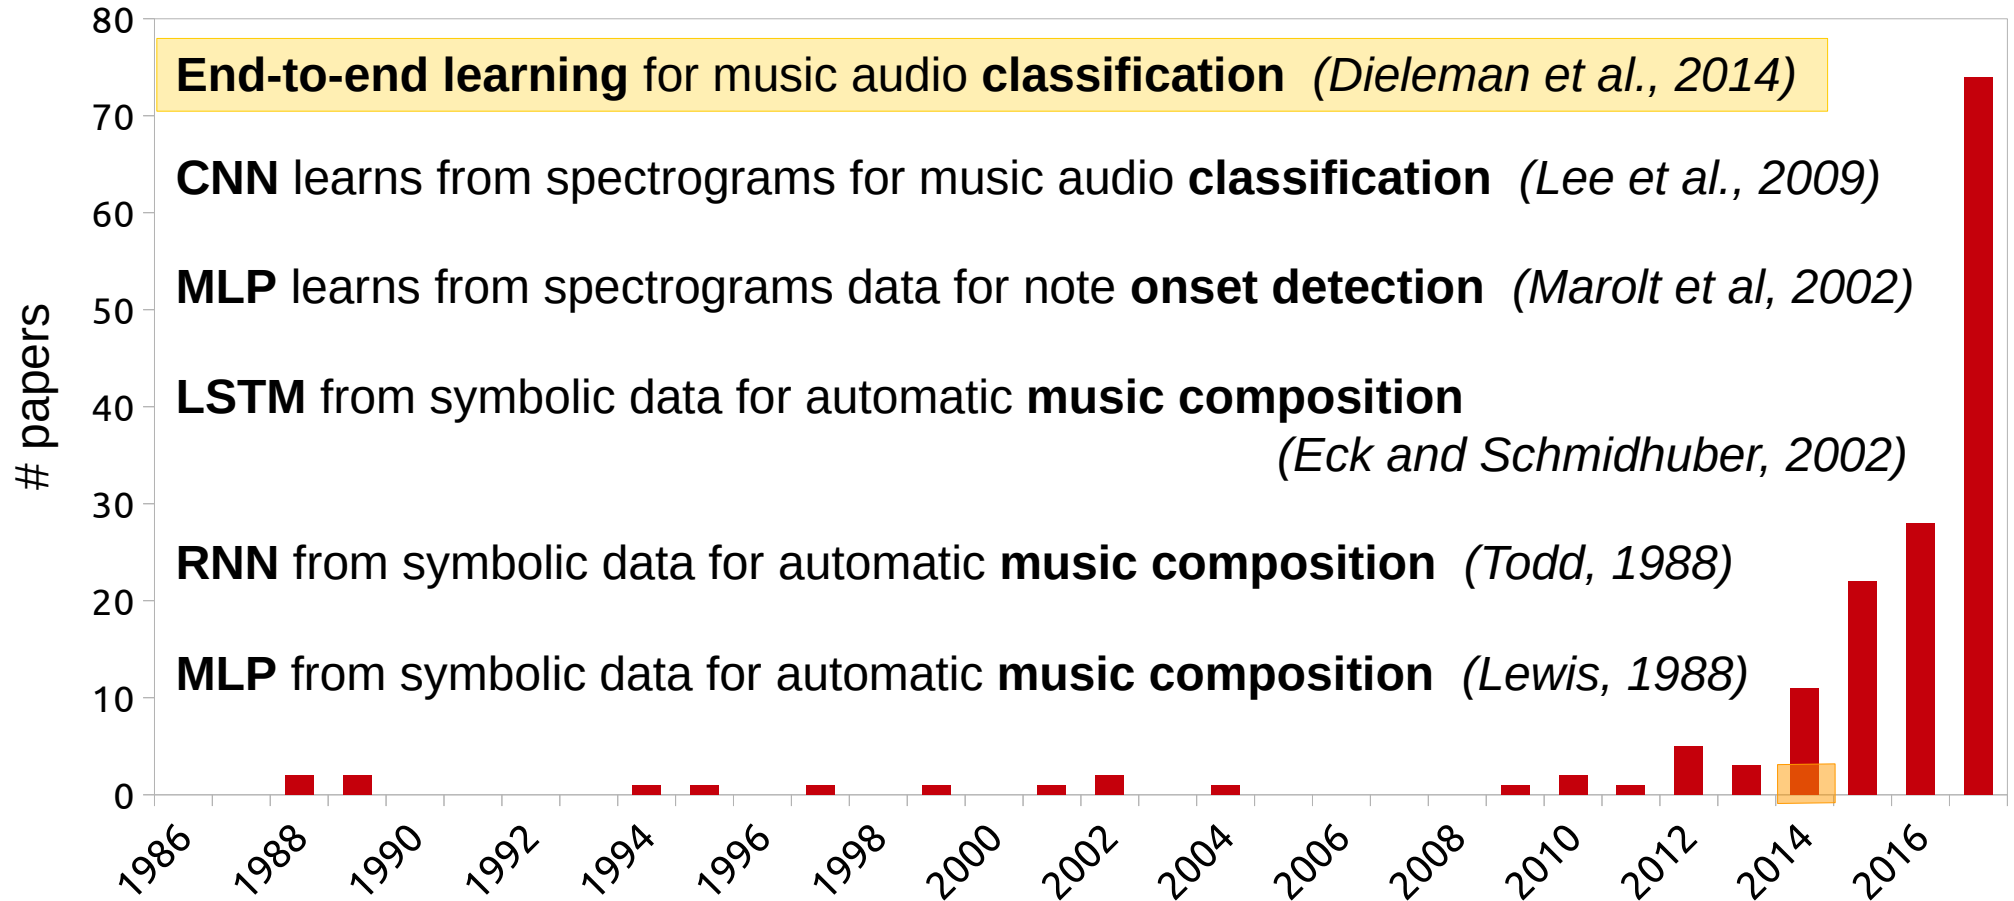 80
End-to-end learning for music audio classification (Dieleman et al., 2014)
70
CNN learns from spectrograms for music audio classification (Lee et al., 2009)
60
MLP learns from spectrograms data for note onset detection (Marolt et al, 2002)
50
LSTM from symbolic data for automatic music composition
40
(Eck and Schmidhuber, 2002)
30
RNN from symbolic data for automatic music composition (Todd, 1988)
20
MLP from symbolic data for automatic music composition (Lewis, 1988)
10
0
# papers
1986 1988 1990 1992 1994 1996 1998 2000 2002 2004 2006 2008 2010 2012 2014 2016